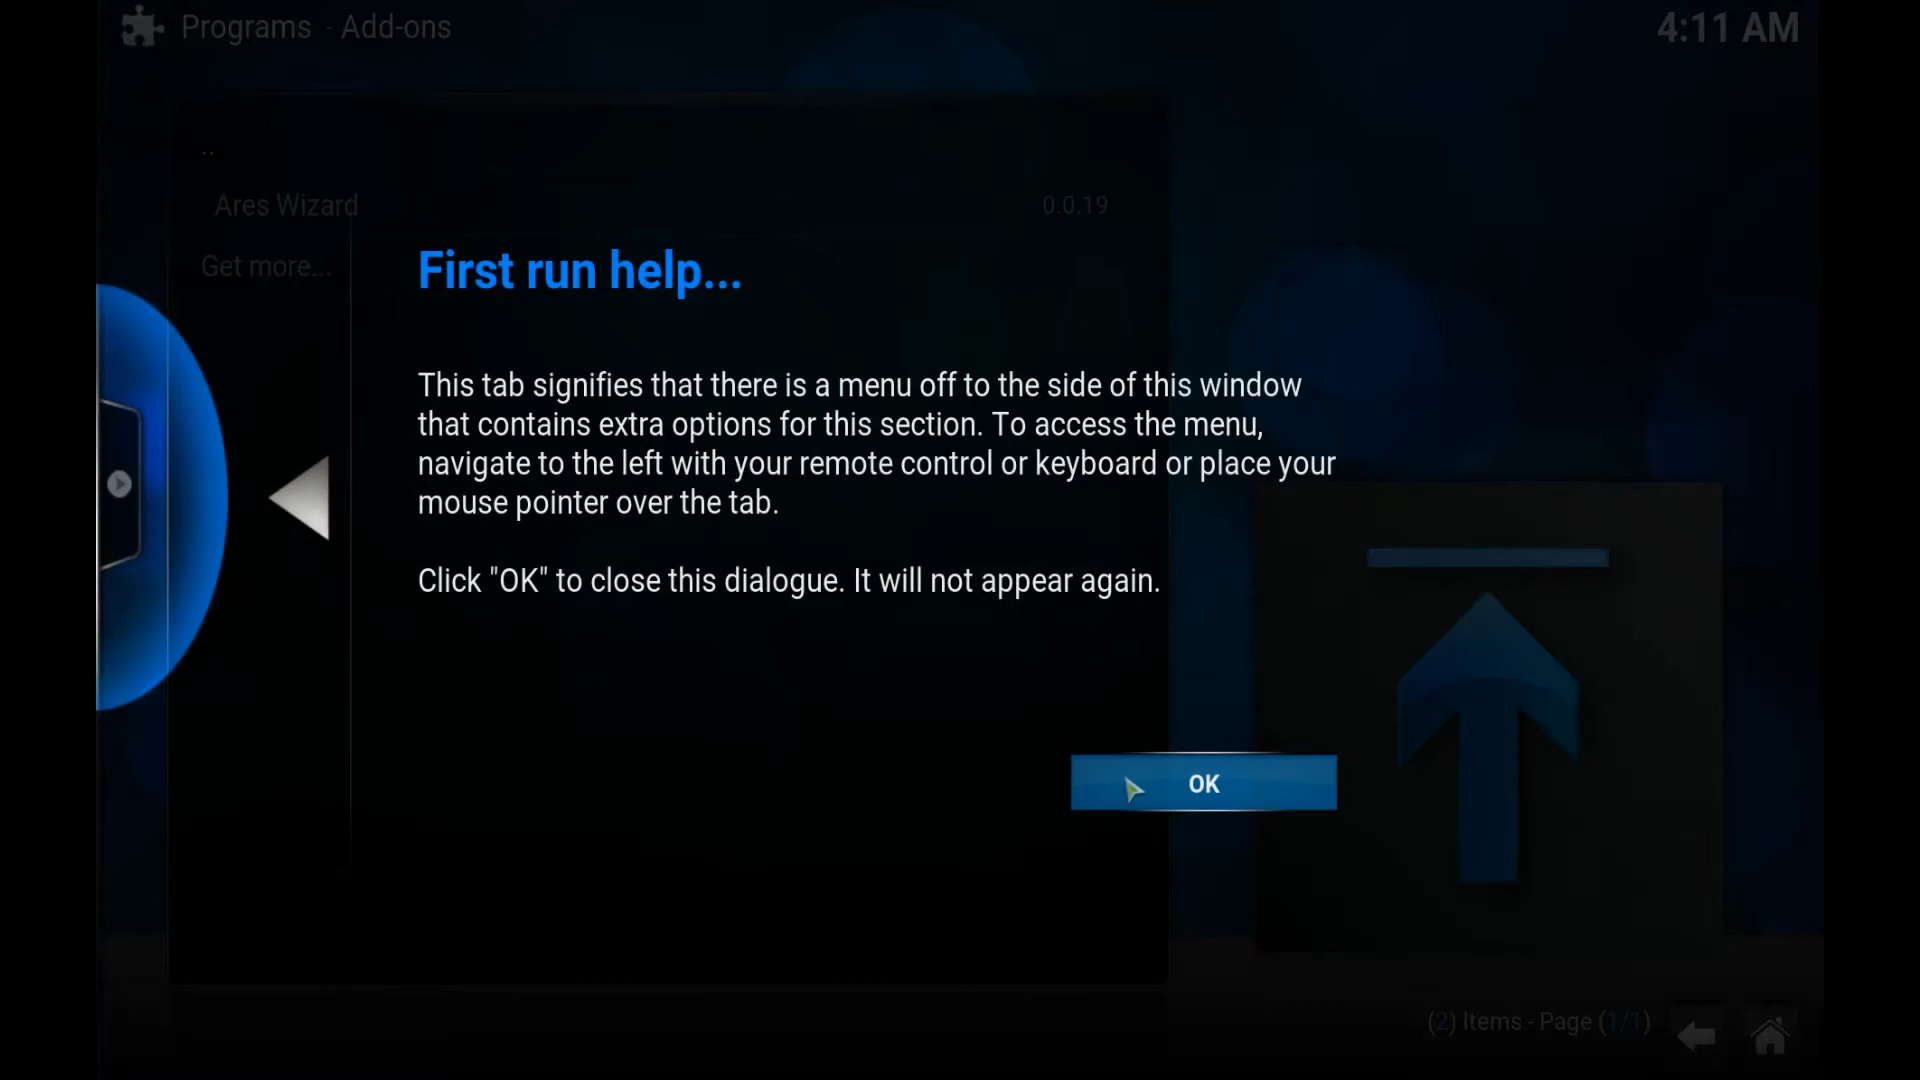 Programs - Add-ons
4:11 AM
..
Ares Wizard
0.0.19
Get more...
First run help...
This tab signifies that there is a menu off to the side of this window
that contains extra options for this section. To access the menu,
navigate to the left with your remote control or keyboard or place your
mouse pointer over the tab.
Click "OK" to close this dialogue. It will not appear again.
OK
(2) Items - Page (1/1)